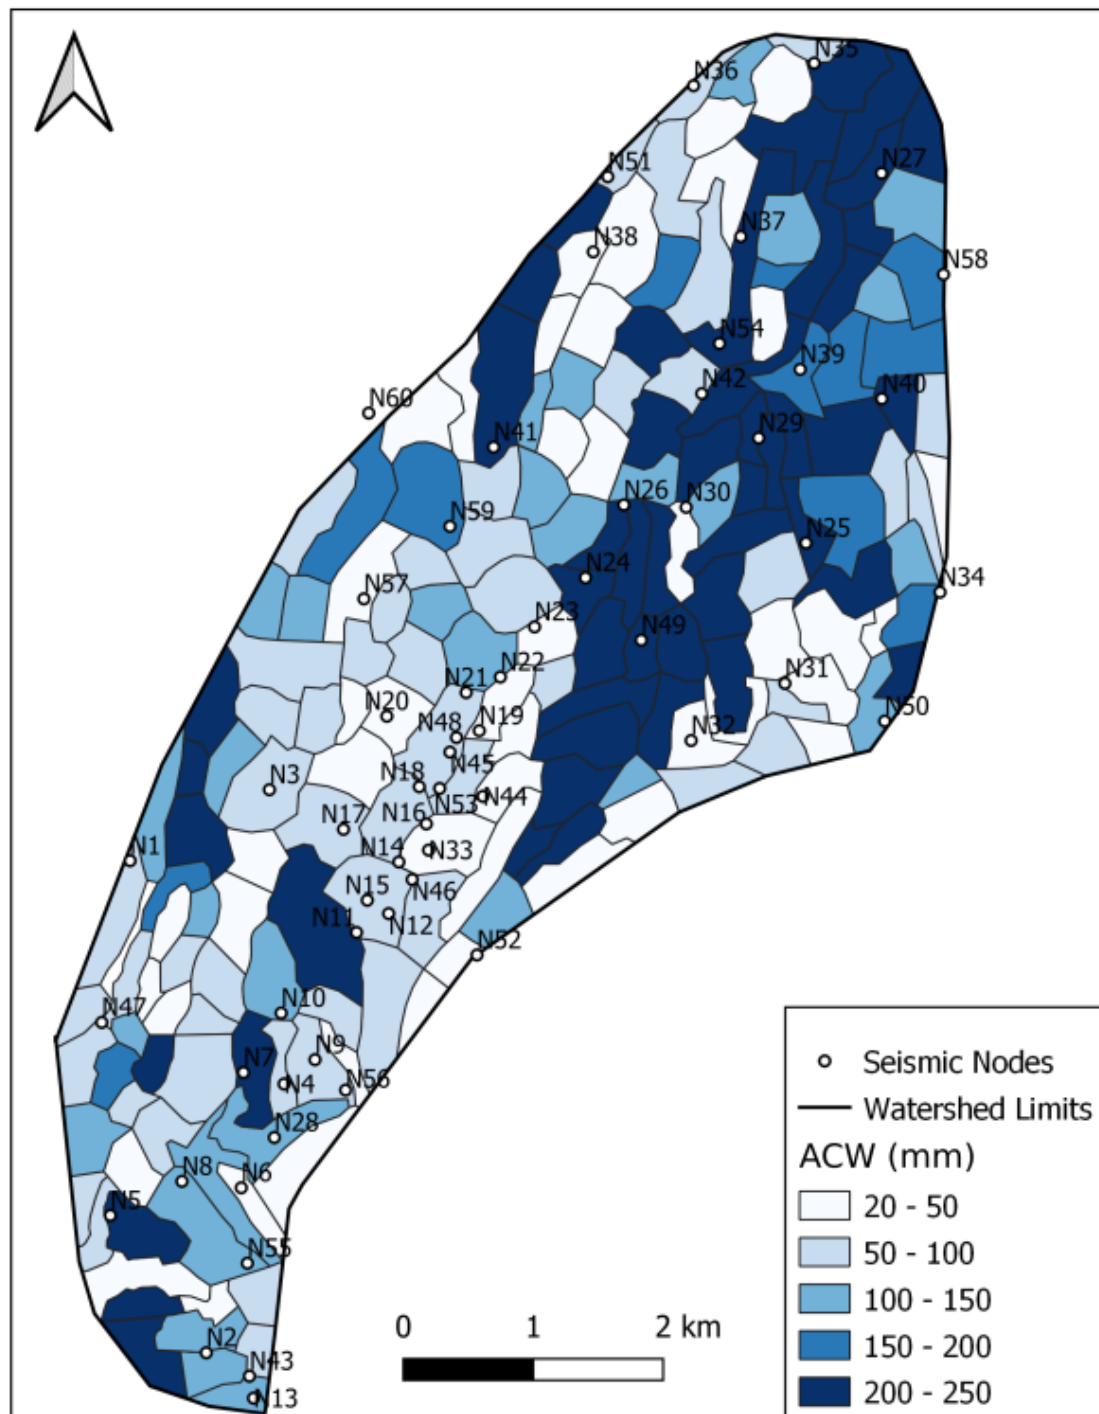 N35
N36
N27
N51
N37
N38
N58
N54
N39
N42
N40
N60
N29
N41
N26
N30
N59
N25
N24
N34
N57
N23
N49
N22
N31
N21
N20
N50
N19
N32
N48
N45
N3
N18
N53
N44
N17
N16
N1
N14
N33
N46
N15
N12
N11
N52
N10
N47
N9
N7
N4
N56
N28
N8
N6
N5
N55
N2
N43
N13
0 1 2 km
Seismic Nodes
Watershed Limits
ACW (mm)
20 - 50
50 - 100
100 - 150
150 - 200
200 - 250